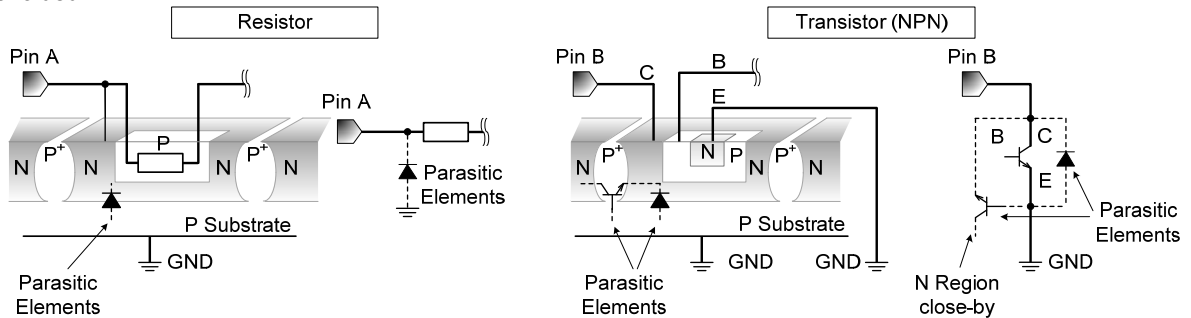 Resistor
Transistor (NPN)
Pin A
Pin A
N
P+
N
P
P+
N
N
Parasitic
Elements
P Substrate
GND
Parasitic
Elements
Pin B
C
B
E
N
P+
N
N
P
P+
N
N
P Substrate
GND
GND
Parasitic
Elements
Pin B
B
C
E
Parasitic
Elements
GND
N Region
close-by